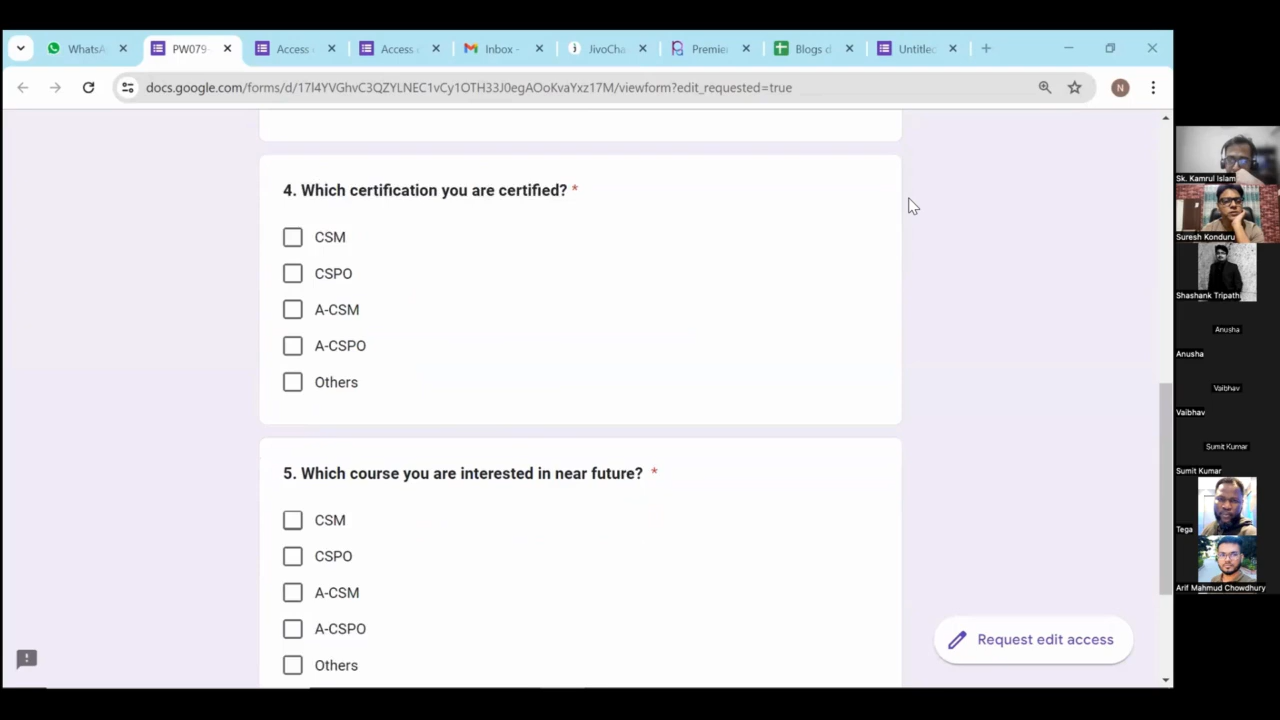 WhatsA
PW079-
Access
Access
Inbox -
JivoCha
Premie
Blogs d
Untitle
docs.google.com/forms/d/17l4YVGhvC3QZYLNEC1vCy1OTH33J0egAOoKvaYxz17M/viewform?edit_requested=true
N
4. Which certification you are certified? *
CSM
CSPO
A-CSM
A-CSPO
Others
5. Which course you are interested in near future? *
CSM
CSPO
A-CSM
A-CSPO
Others
Request edit access
Sk. Kamrul Islam
Suresh Konduru
Shashank Tripathi
Anusha
Anusha
Vaibhav
Vaibhav
Sumit Kumar
Sumit Kumar
Tega
Arif Mahmud Chowdhury